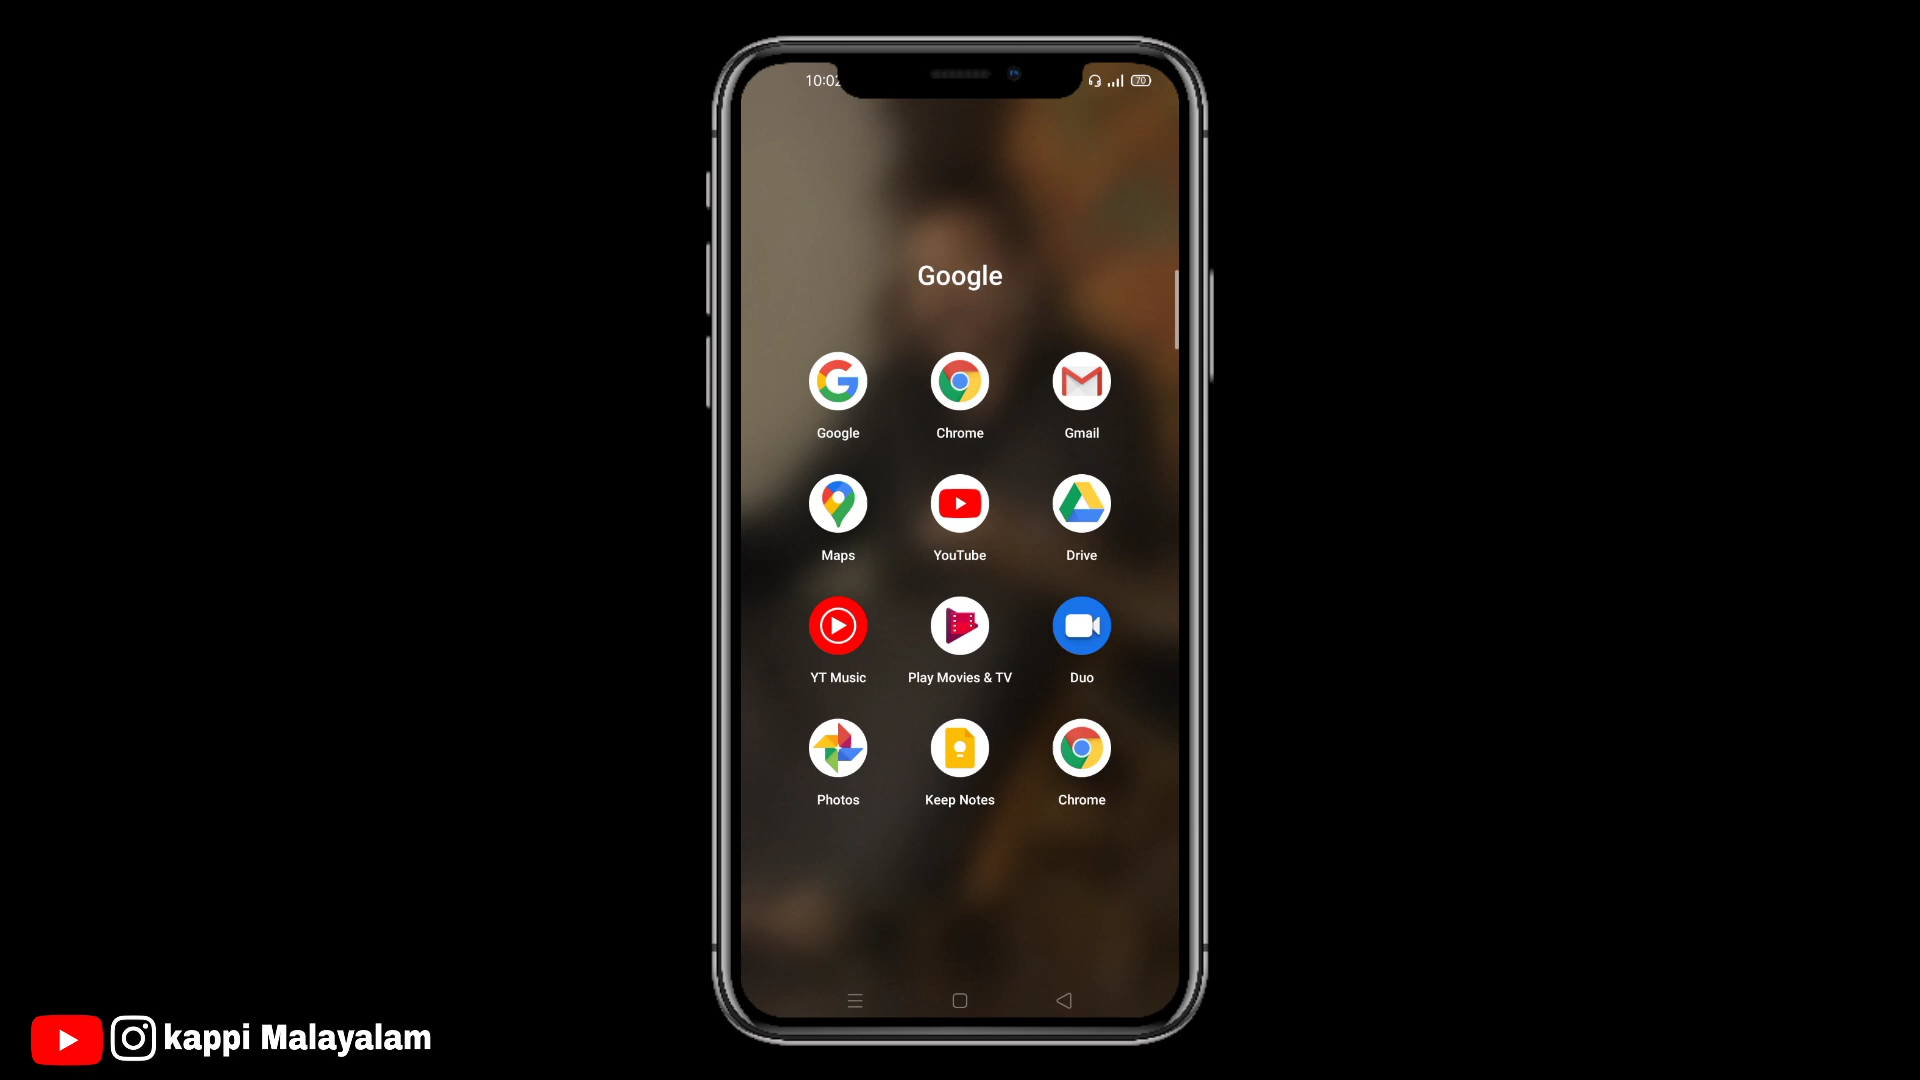 10:02
70
Google
Google Chrome Gmail
Maps YouTube Drive
YT Music Play Movies & TV Duo
Photos Keep Notes Chrome
kappi Malayalam